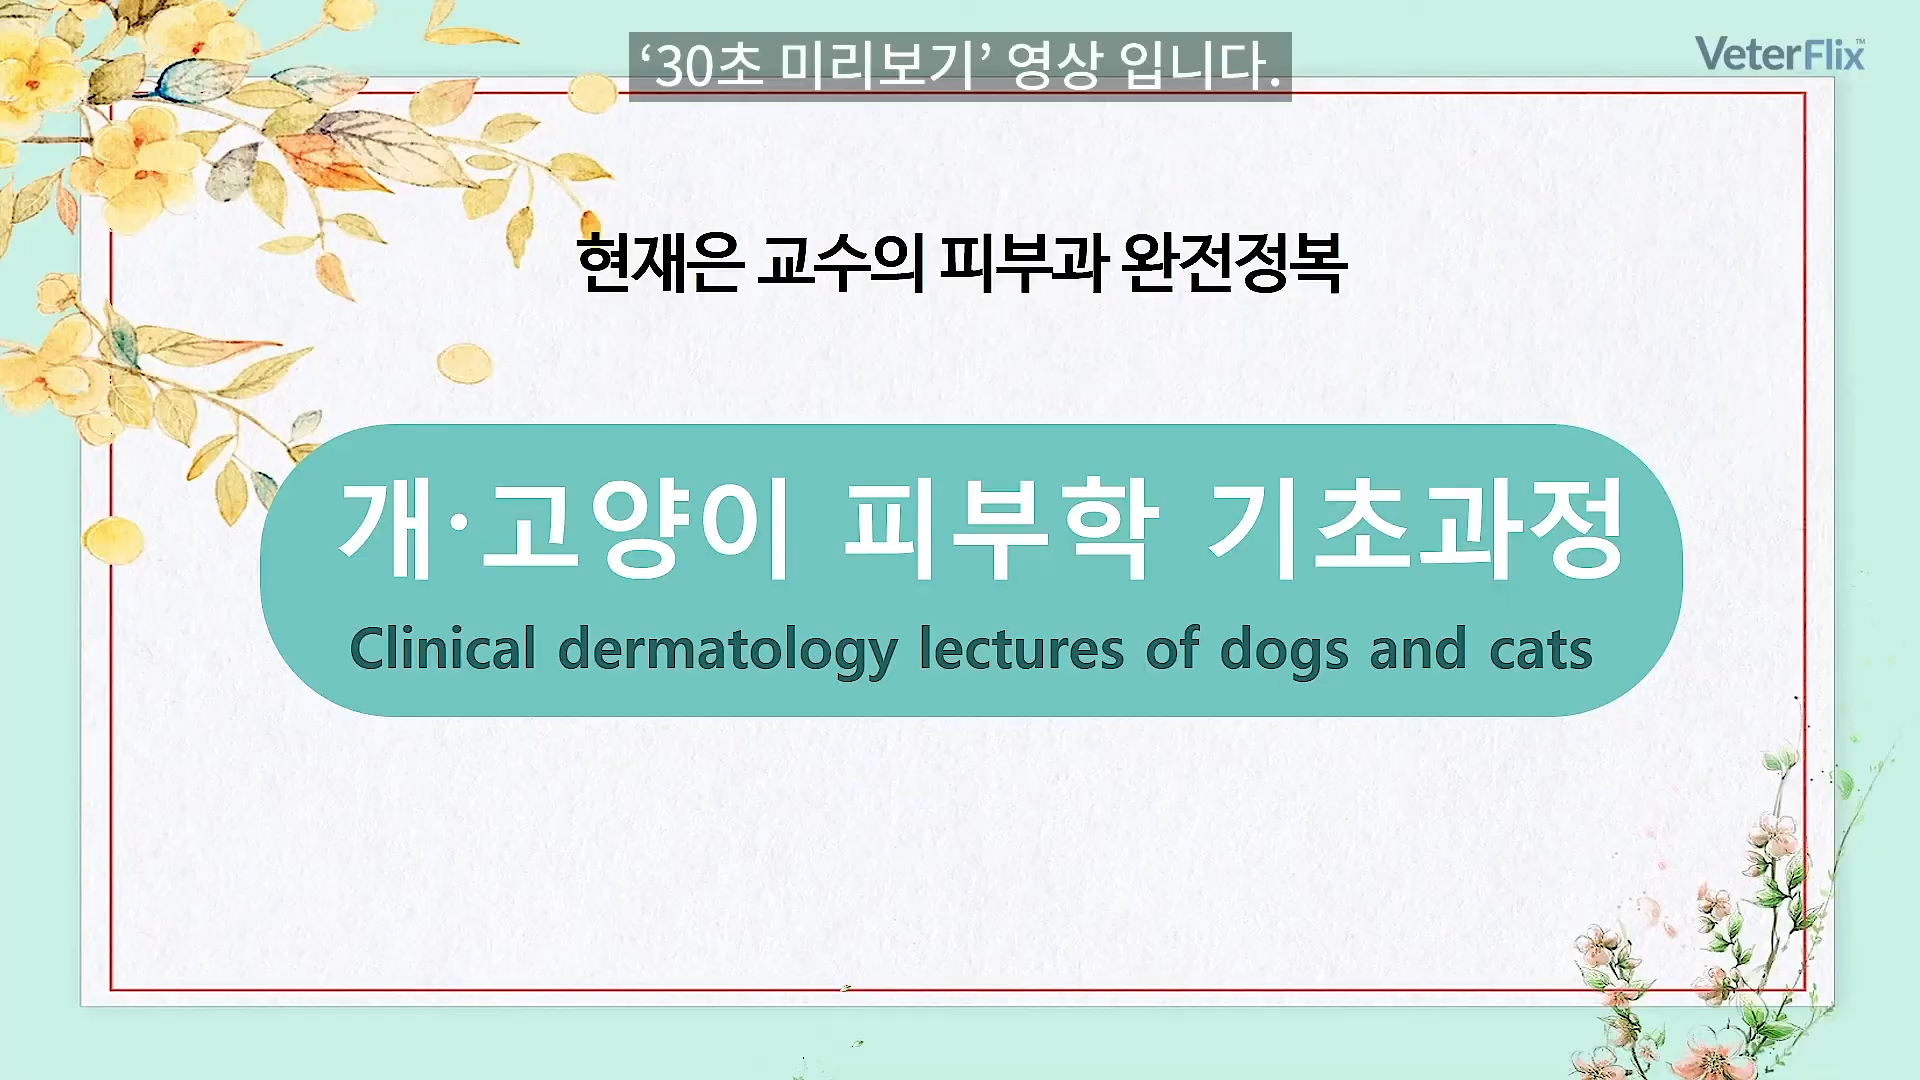 ‘30초 미리보기’ 영상 입니다.
VeterFlix™
현재은 교수의 피부과 완전정복
개·고양이 피부학 기초과정
Clinical dermatology lectures of dogs and cats